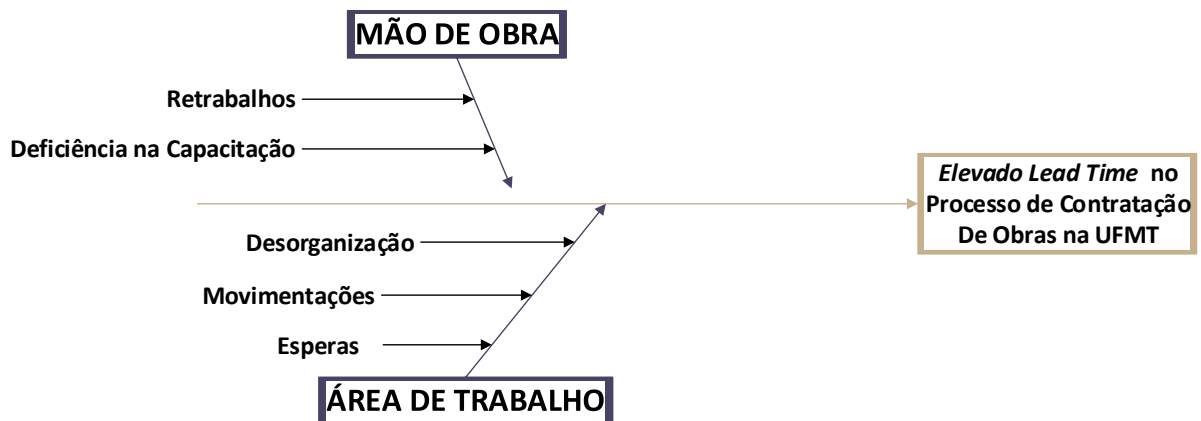 MÃO DE OBRA
Retrabalhos
Deficiência na Capacitação
Elevado Lead Time no
Processo de Contratação
De Obras na UFMT
Desorganização
Movimentações
Esperas
ÁREA DE TRABALHO